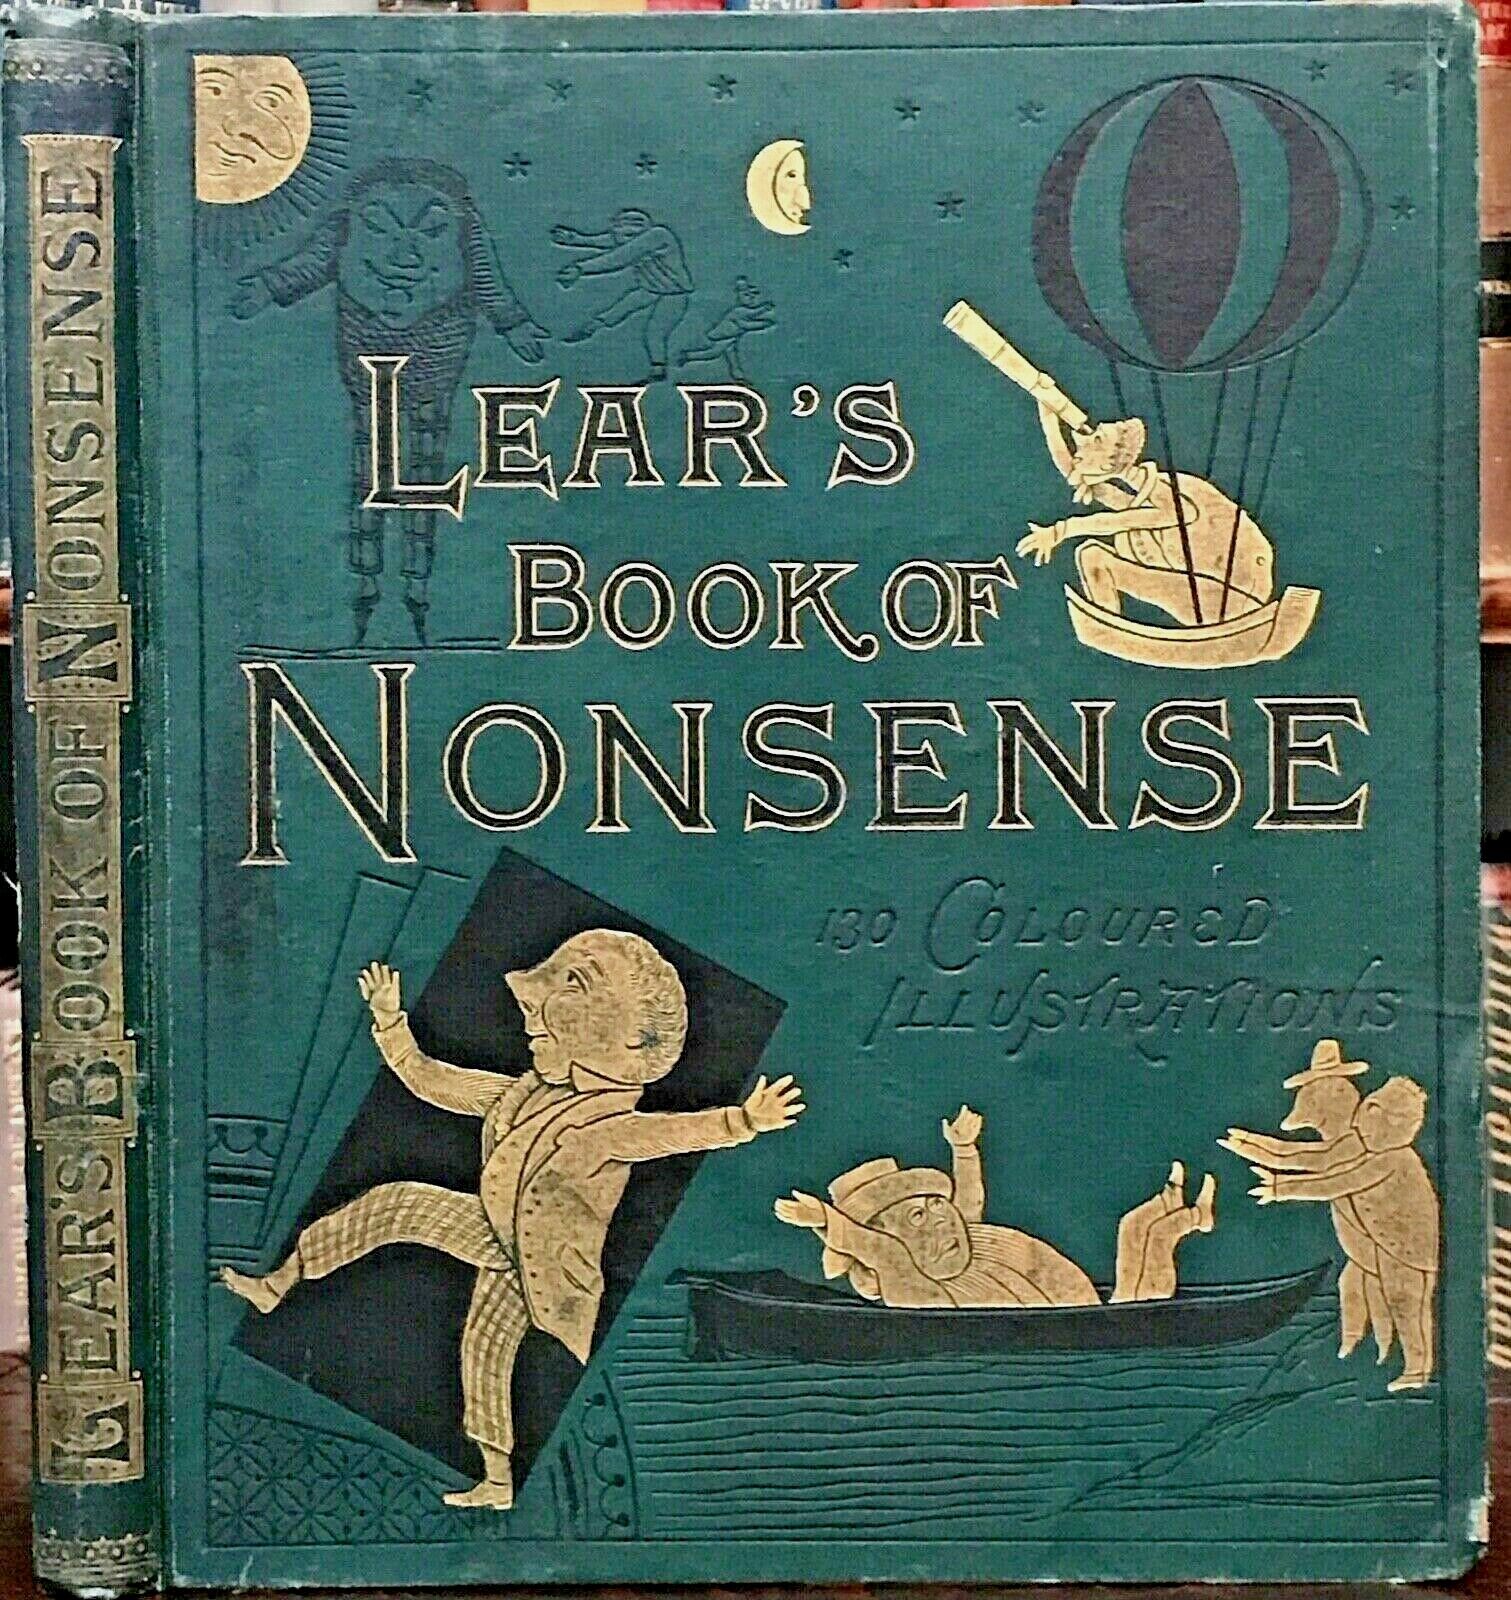 LEAR'S BOOK OF NONSENSE
LEAR'S
BOOK OF
NONSENSE
130 COLOURED
ILLUSTRATIONS